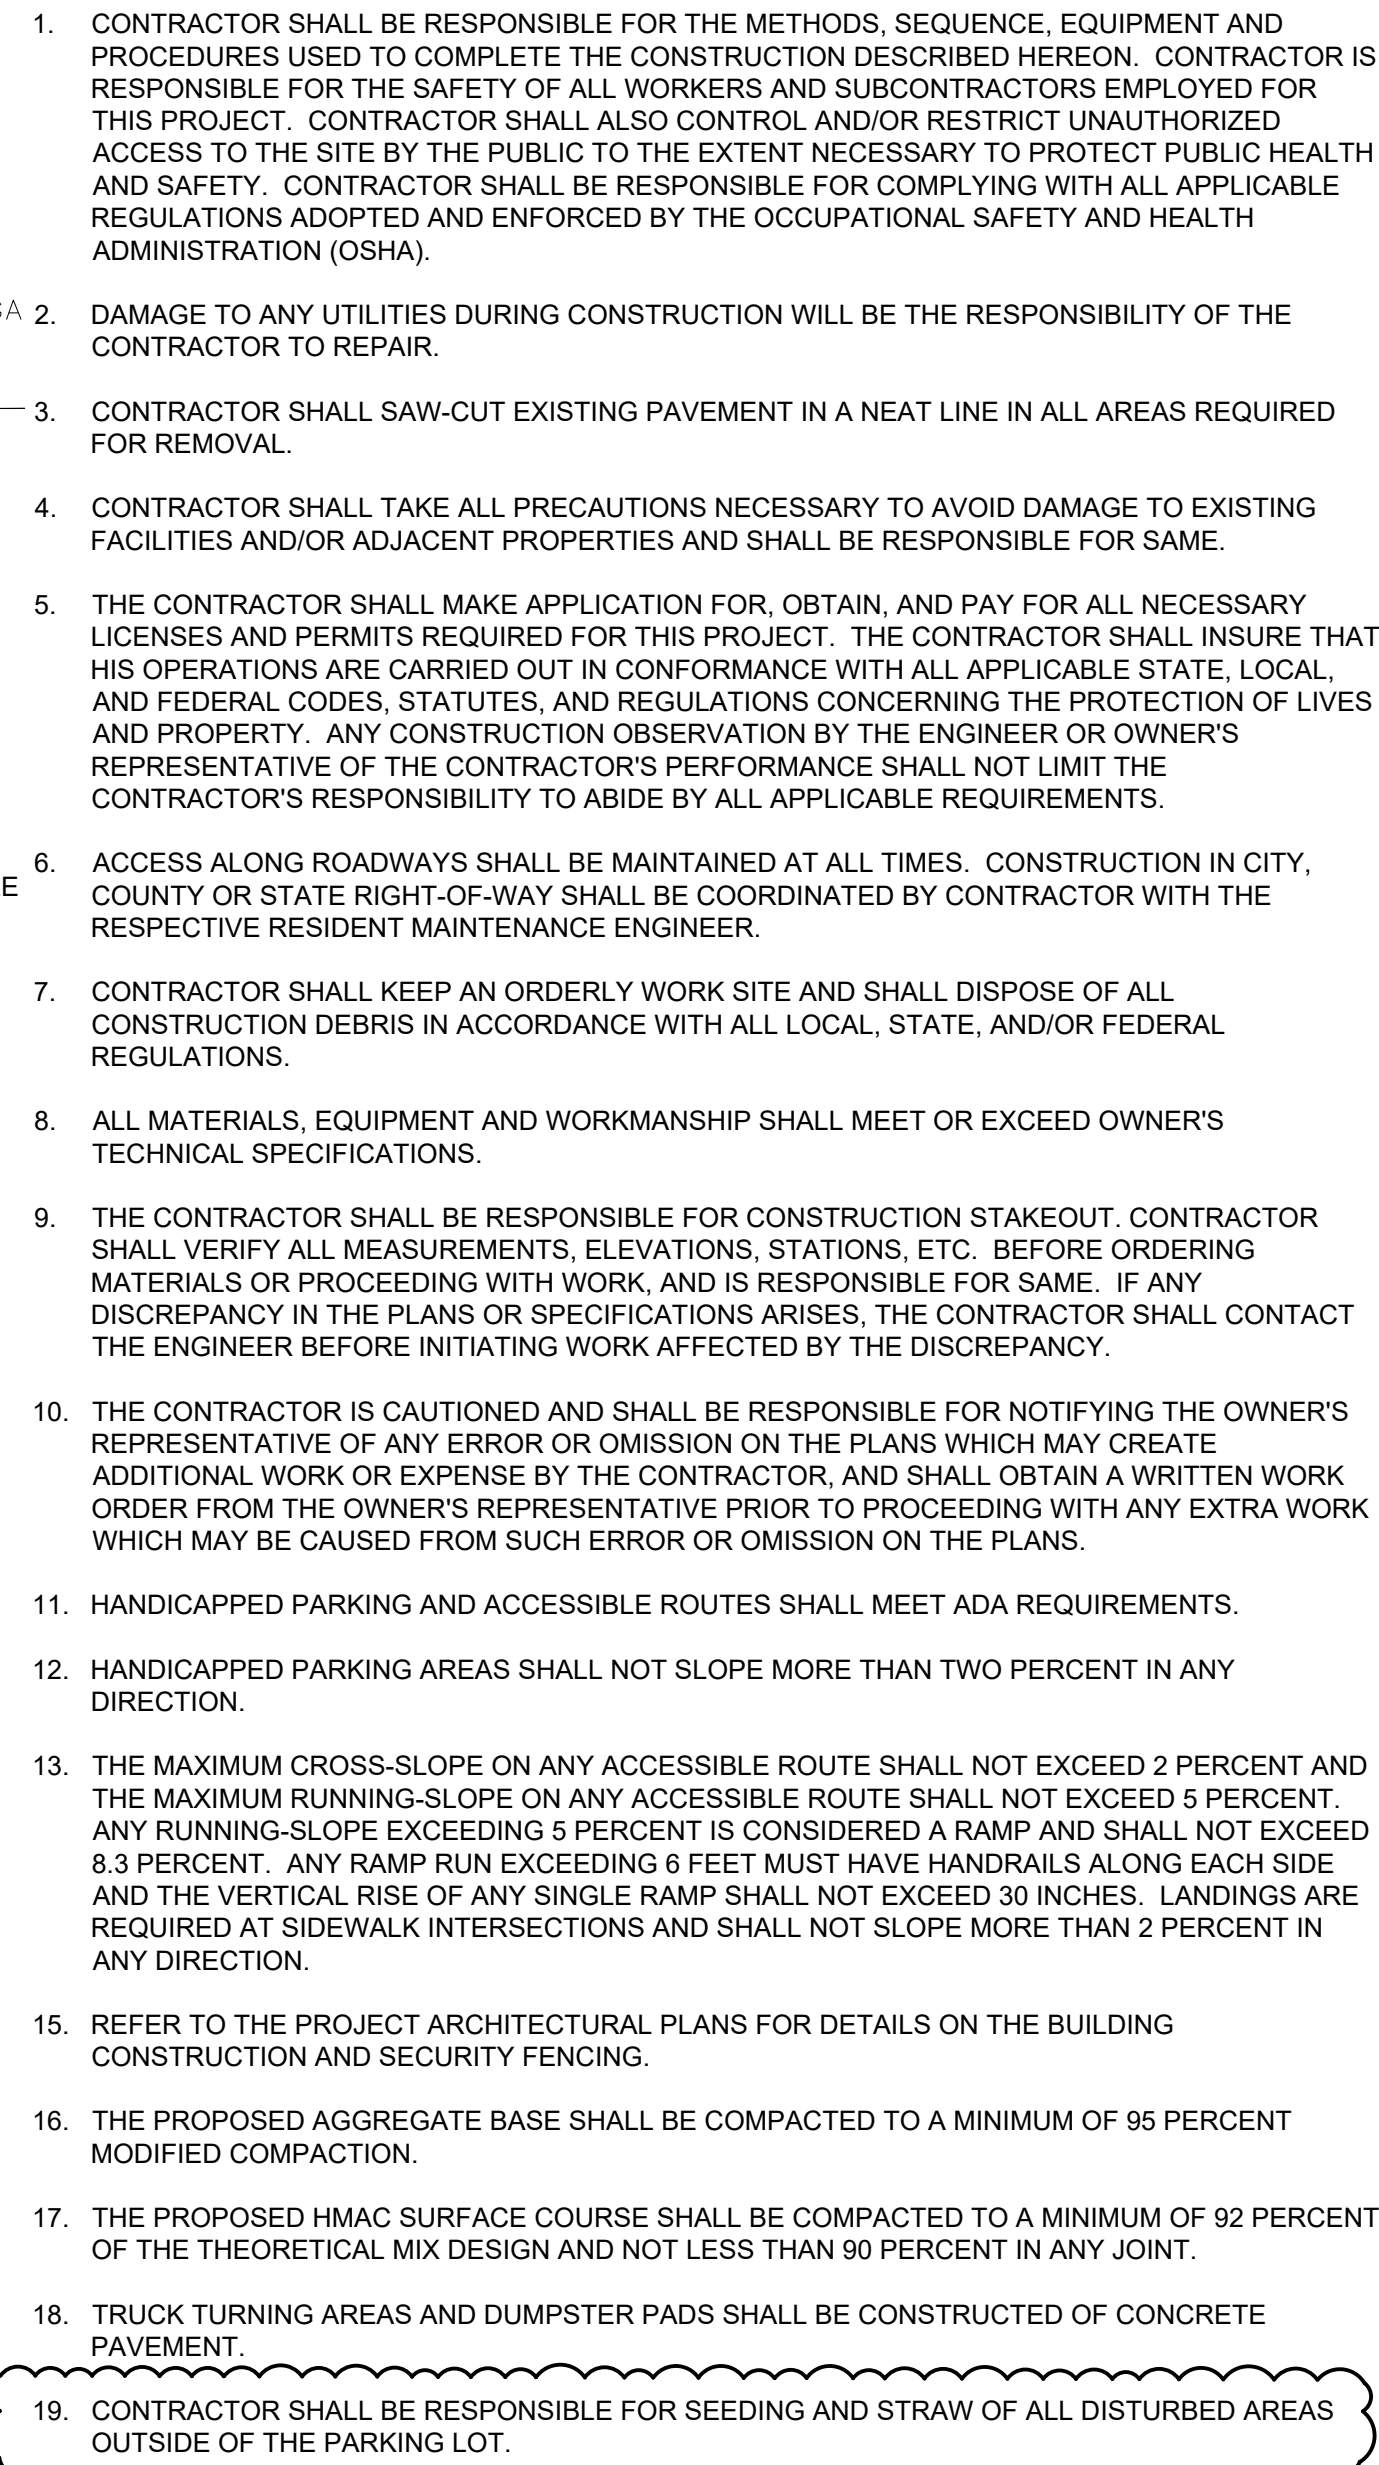 1. CONTRACTOR SHALL BE RESPONSIBLE FOR THE METHODS, SEQUENCE, EQUIPMENT AND
PROCEDURES USED TO COMPLETE THE CONSTRUCTION DESCRIBED HEREON. CONTRACTOR IS
RESPONSIBLE FOR THE SAFETY OF ALL WORKERS AND SUBCONTRACTORS EMPLOYED FOR
THIS PROJECT. CONTRACTOR SHALL ALSO CONTROL AND/OR RESTRICT UNAUTHORIZED
ACCESS TO THE SITE BY THE PUBLIC TO THE EXTENT NECESSARY TO PROTECT PUBLIC HEALTH
AND SAFETY. CONTRACTOR SHALL BE RESPONSIBLE FOR COMPLYING WITH ALL APPLICABLE
REGULATIONS ADOPTED AND ENFORCED BY THE OCCUPATIONAL SAFETY AND HEALTH
ADMINISTRATION (OSHA).
2. DAMAGE TO ANY UTILITIES DURING CONSTRUCTION WILL BE THE RESPONSIBILITY OF THE
CONTRACTOR TO REPAIR.
3. CONTRACTOR SHALL SAW-CUT EXISTING PAVEMENT IN A NEAT LINE IN ALL AREAS REQUIRED
FOR REMOVAL.
4. CONTRACTOR SHALL TAKE ALL PRECAUTIONS NECESSARY TO AVOID DAMAGE TO EXISTING
FACILITIES AND/OR ADJACENT PROPERTIES AND SHALL BE RESPONSIBLE FOR SAME.
5. THE CONTRACTOR SHALL MAKE APPLICATION FOR, OBTAIN, AND PAY FOR ALL NECESSARY
LICENSES AND PERMITS REQUIRED FOR THIS PROJECT. THE CONTRACTOR SHALL INSURE THAT
HIS OPERATIONS ARE CARRIED OUT IN CONFORMANCE WITH ALL APPLICABLE STATE, LOCAL,
AND FEDERAL CODES, STATUTES, AND REGULATIONS CONCERNING THE PROTECTION OF LIVES
AND PROPERTY. ANY CONSTRUCTION OBSERVATION BY THE ENGINEER OR OWNER'S
REPRESENTATIVE OF THE CONTRACTOR'S PERFORMANCE SHALL NOT LIMIT THE
CONTRACTOR'S RESPONSIBILITY TO ABIDE BY ALL APPLICABLE REQUIREMENTS.
6. ACCESS ALONG ROADWAYS SHALL BE MAINTAINED AT ALL TIMES. CONSTRUCTION IN CITY,
E
COUNTY OR STATE RIGHT-OF-WAY SHALL BE COORDINATED BY CONTRACTOR WITH THE
RESPECTIVE RESIDENT MAINTENANCE ENGINEER.
7. CONTRACTOR SHALL KEEP AN ORDERLY WORK SITE AND SHALL DISPOSE OF ALL
CONSTRUCTION DEBRIS IN ACCORDANCE WITH ALL LOCAL, STATE, AND/OR FEDERAL
REGULATIONS.
8. ALL MATERIALS, EQUIPMENT AND WORKMANSHIP SHALL MEET OR EXCEED OWNER'S
TECHNICAL SPECIFICATIONS.
9. THE CONTRACTOR SHALL BE RESPONSIBLE FOR CONSTRUCTION STAKEOUT. CONTRACTOR
SHALL VERIFY ALL MEASUREMENTS, ELEVATIONS, STATIONS, ETC. BEFORE ORDERING
MATERIALS OR PROCEEDING WITH WORK, AND IS RESPONSIBLE FOR SAME. IF ANY
DISCREPANCY IN THE PLANS OR SPECIFICATIONS ARISES, THE CONTRACTOR SHALL CONTACT
THE ENGINEER BEFORE INITIATING WORK AFFECTED BY THE DISCREPANCY.
10. THE CONTRACTOR IS CAUTIONED AND SHALL BE RESPONSIBLE FOR NOTIFYING THE OWNER'S
REPRESENTATIVE OF ANY ERROR OR OMISSION ON THE PLANS WHICH MAY CREATE
ADDITIONAL WORK OR EXPENSE BY THE CONTRACTOR, AND SHALL OBTAIN A WRITTEN WORK
ORDER FROM THE OWNER'S REPRESENTATIVE PRIOR TO PROCEEDING WITH ANY EXTRA WORK
WHICH MAY BE CAUSED FROM SUCH ERROR OR OMISSION ON THE PLANS.
11. HANDICAPPED PARKING AND ACCESSIBLE ROUTES SHALL MEET ADA REQUIREMENTS.
12. HANDICAPPED PARKING AREAS SHALL NOT SLOPE MORE THAN TWO PERCENT IN ANY
DIRECTION.
13. THE MAXIMUM CROSS-SLOPE ON ANY ACCESSIBLE ROUTE SHALL NOT EXCEED 2 PERCENT AND
THE MAXIMUM RUNNING-SLOPE ON ANY ACCESSIBLE ROUTE SHALL NOT EXCEED 5 PERCENT.
ANY RUNNING-SLOPE EXCEEDING 5 PERCENT IS CONSIDERED A RAMP AND SHALL NOT EXCEED
8.3 PERCENT. ANY RAMP RUN EXCEEDING 6 FEET MUST HAVE HANDRAILS ALONG EACH SIDE
AND THE VERTICAL RISE OF ANY SINGLE RAMP SHALL NOT EXCEED 30 INCHES. LANDINGS ARE
REQUIRED AT SIDEWALK INTERSECTIONS AND SHALL NOT SLOPE MORE THAN 2 PERCENT IN
ANY DIRECTION.
15. REFER TO THE PROJECT ARCHITECTURAL PLANS FOR DETAILS ON THE BUILDING
CONSTRUCTION AND SECURITY FENCING.
16. THE PROPOSED AGGREGATE BASE SHALL BE COMPACTED TO A MINIMUM OF 95 PERCENT
MODIFIED COMPACTION.
17. THE PROPOSED HMAC SURFACE COURSE SHALL BE COMPACTED TO A MINIMUM OF 92 PERCENT
OF THE THEORETICAL MIX DESIGN AND NOT LESS THAN 90 PERCENT IN ANY JOINT.
18. TRUCK TURNING AREAS AND DUMPSTER PADS SHALL BE CONSTRUCTED OF CONCRETE
PAVEMENT.
19. CONTRACTOR SHALL BE RESPONSIBLE FOR SEEDING AND STRAW OF ALL DISTURBED AREAS
OUTSIDE OF THE PARKING LOT.